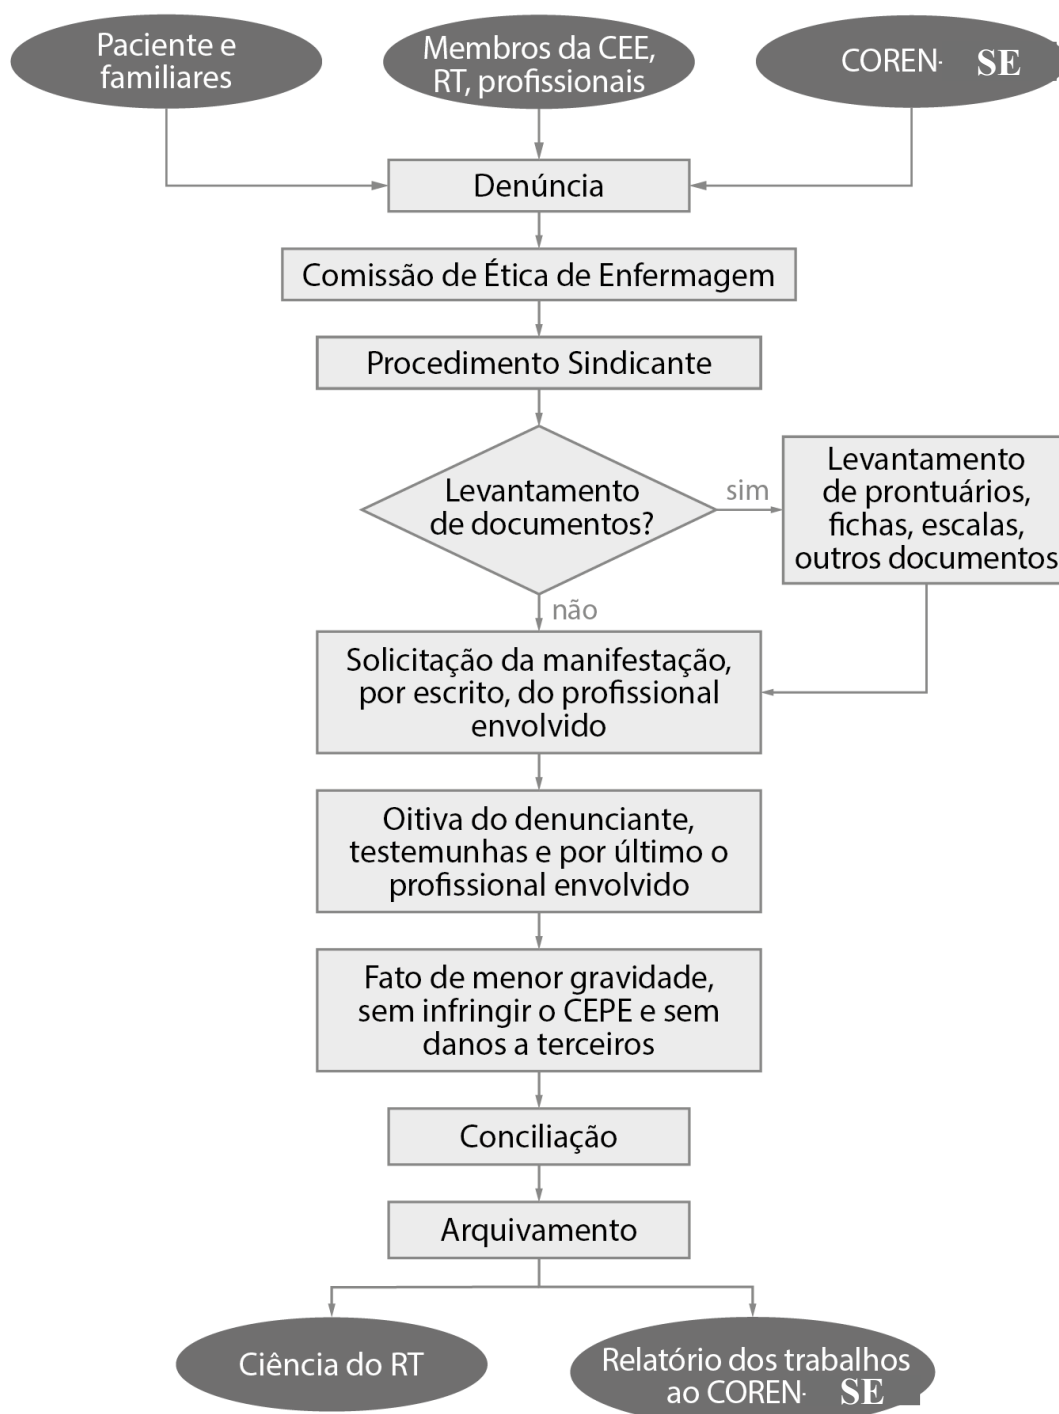 Paciente e
familiares
Membros da CEE,
RT, profissionais
COREN- SE
Denúncia
Comissão de Ética de Enfermagem
Procedimento Sindicante
Levantamento
de documentos?
sim
Levantamento
de prontuários,
fichas, escalas,
outros documentos
não
Solicitação da manifestação,
por escrito, do profissional
envolvido
Oitiva do denunciante,
testemunhas e por último o
profissional envolvido
Fato de menor gravidade,
sem infringir o CEPE e sem
danos a terceiros
Conciliação
Arquivamento
Ciência do RT
Relatório dos trabalhos
ao COREN- SE